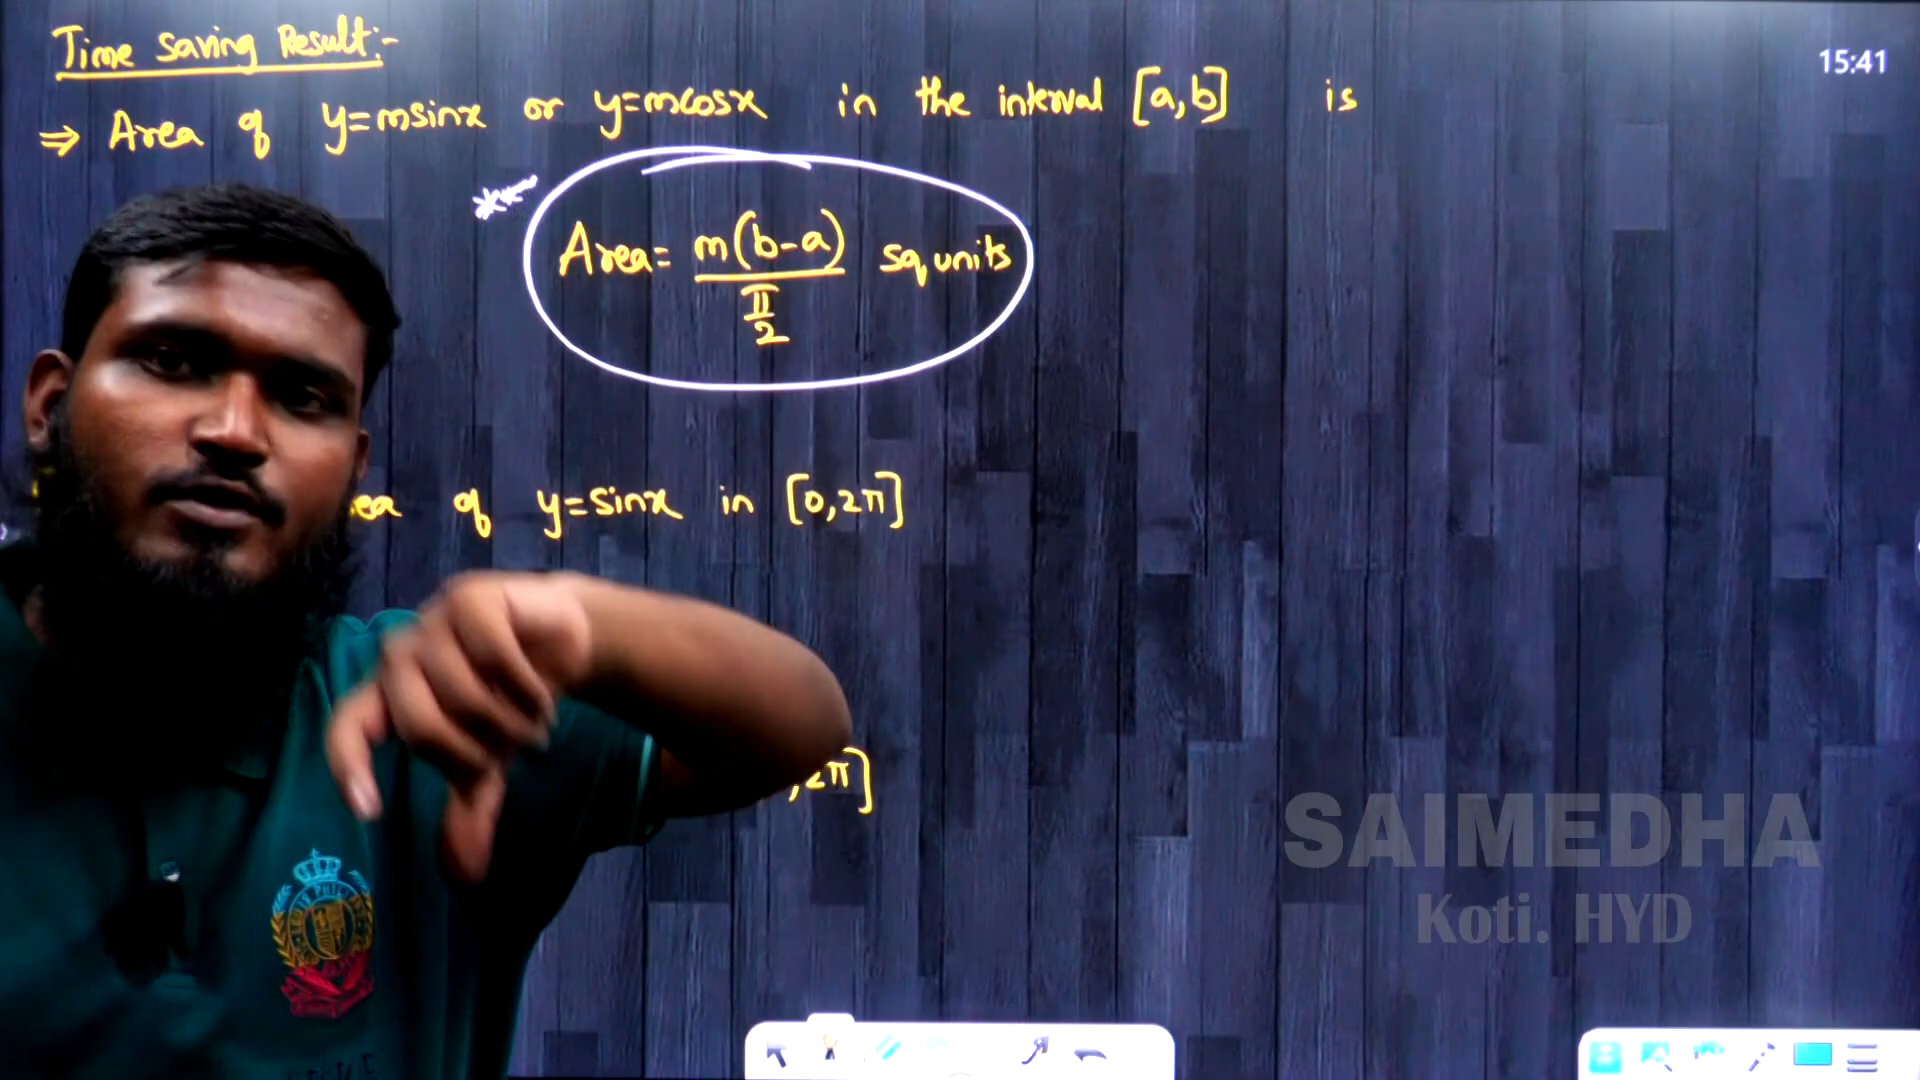 Time Saving Result:-
15:41
⇒ Area of y=msinx or y=mcosx in the interval [a,b] is
** Area= m(b-a)/(π/2) sq units
ea of y=sinx in [0,2π]
,2π]
SAIMEDHA
Koti. HYD